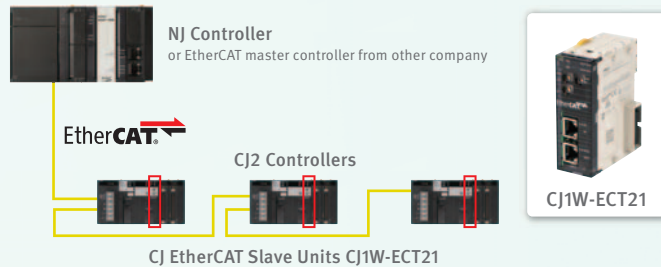 NJ Controller
or EtherCAT master controller from other company
EtherCAT®
CJ2 Controllers
CJ EtherCAT Slave Units CJ1W-ECT21
CJ1W-ECT21